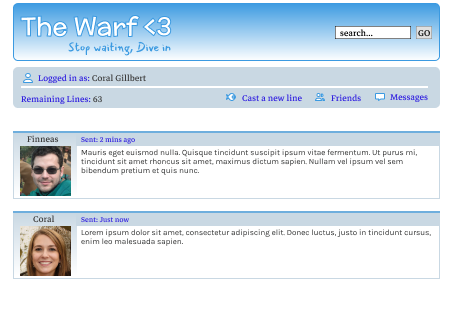 The Warf <3
Stop waiting, Dive in
search...
GO
Logged in as: Coral Gillbert
Remaining Lines: 63
Cast a new line
Friends
Messages
Finneas
Sent: 2 mins ago
Mauris eget euismod nulla. Quisque tincidunt suscipit ipsum vitae fermentum. Ut purus mi,
tincidunt sit amet rhoncus sit amet, maximus dictum sapien. Nullam vel ipsum vel sem
bibendum pretium et quis nunc.
Coral
Sent: Just now
Lorem ipsum dolor sit amet, consectetur adipiscing elit. Donec luctus, justo in tincidunt cursus,
enim leo malesuada sapien.